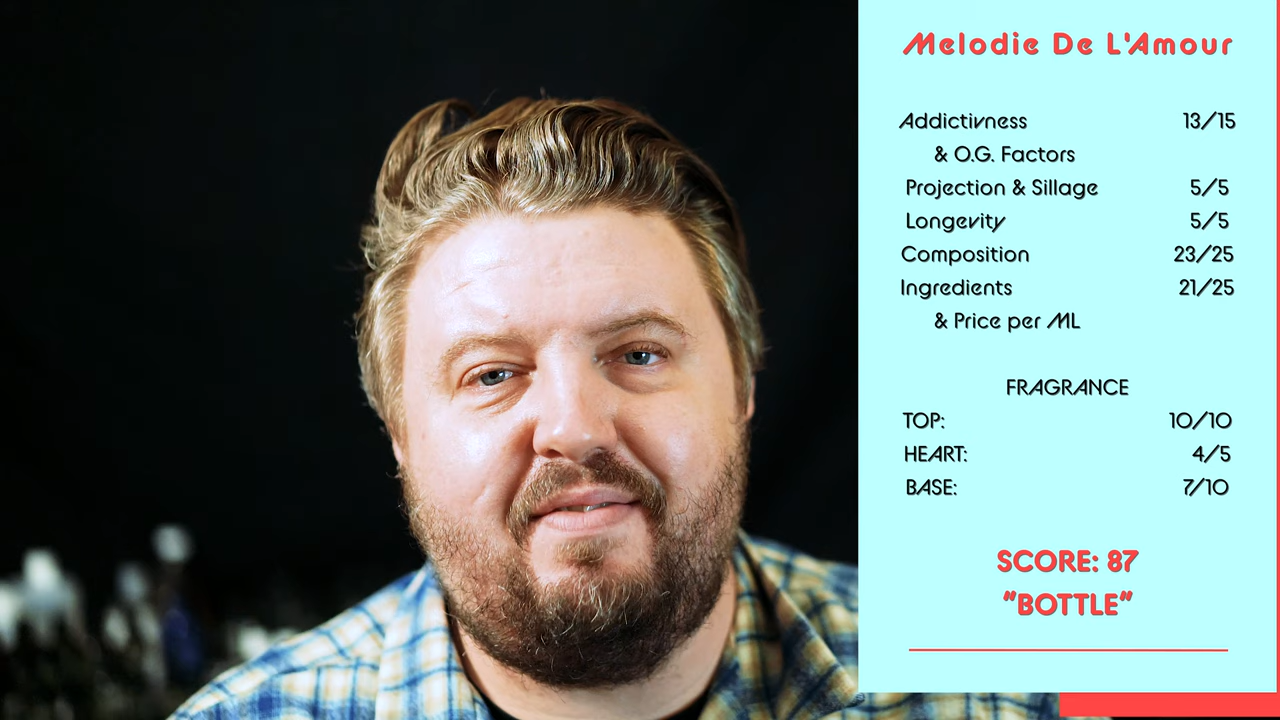 Melodie De L'Amour
Addictivness 13/15
& O.G. Factors
Projection & Sillage 5/5
Longevity 5/5
Composition 23/25
Ingredients 21/25
& Price per ML
FRAGRANCE
TOP: 10/10
HEART: 4/5
BASE: 7/10
SCORE: 87
"BOTTLE"